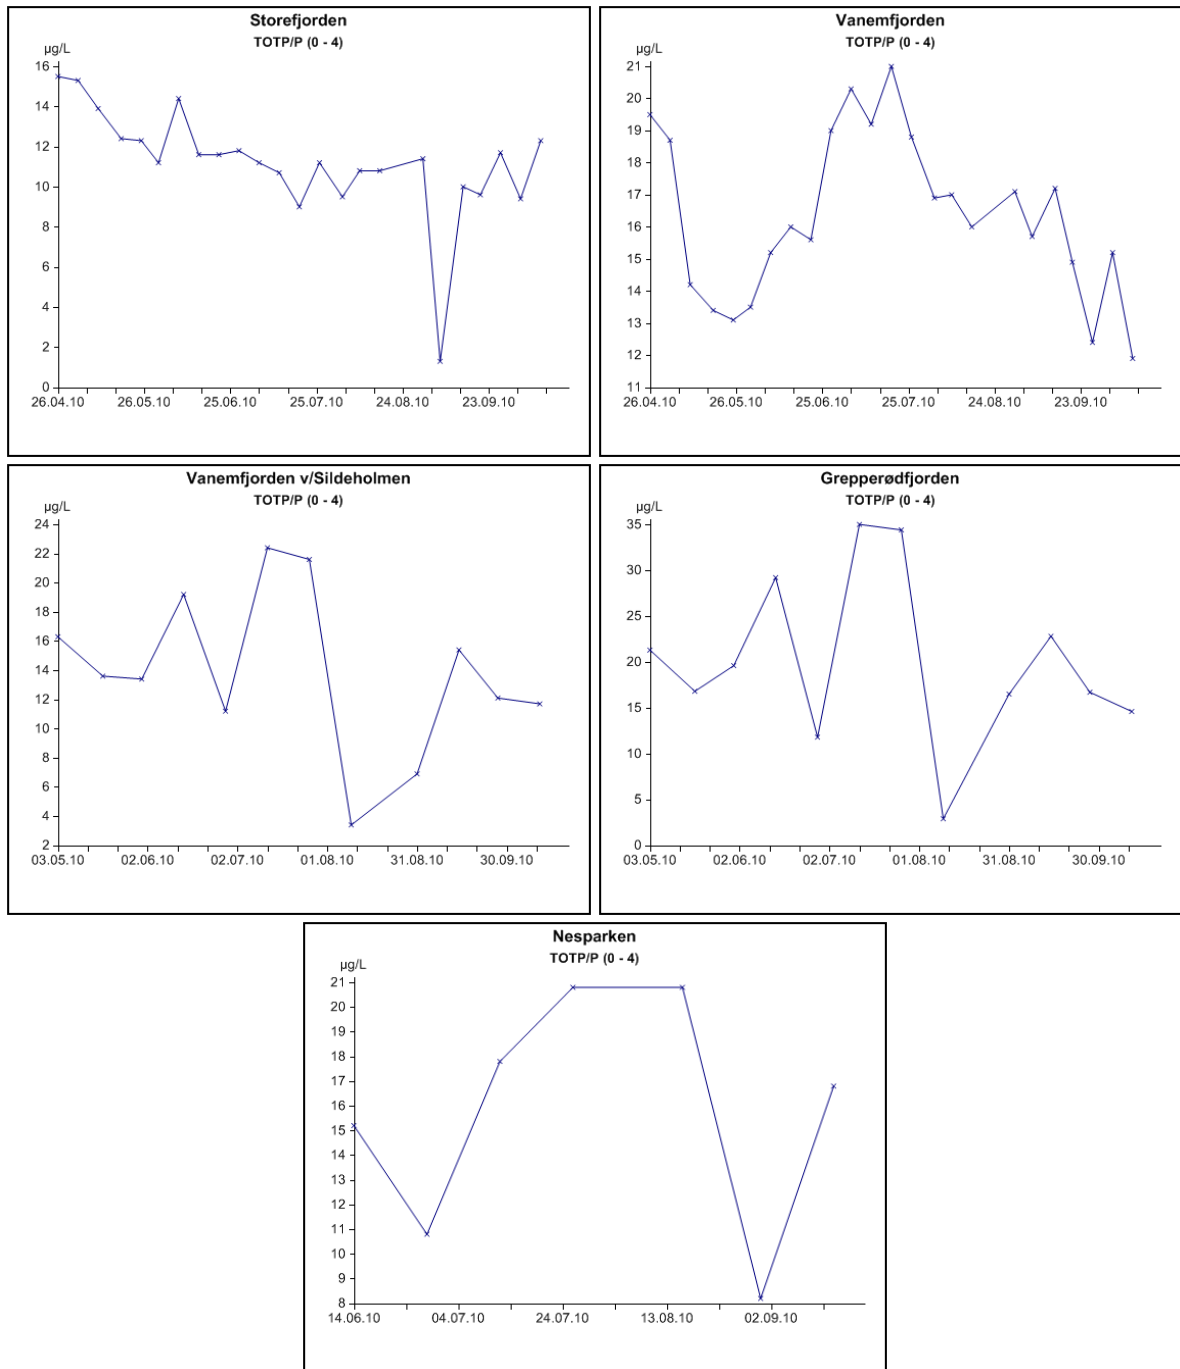 Storefjorden
TOTP/P (0 - 4)
µg/L
16
14
12
10
8
6
4
2
0
26.04.10 26.05.10 25.06.10 25.07.10 24.08.10 23.09.10
Vanemfjorden
TOTP/P (0 - 4)
µg/L
21
20
19
18
17
16
15
14
13
12
11
26.04.10 26.05.10 25.06.10 25.07.10 24.08.10 23.09.10
Vanemfjorden v/Sildeholmen
TOTP/P (0 - 4)
µg/L
24
22
20
18
16
14
12
10
8
6
4
2
03.05.10 02.06.10 02.07.10 01.08.10 31.08.10 30.09.10
Grepperødfjorden
TOTP/P (0 - 4)
µg/L
35
30
25
20
15
10
5
0
03.05.10 02.06.10 02.07.10 01.08.10 31.08.10 30.09.10
Nesparken
TOTP/P (0 - 4)
µg/L
21
20
19
18
17
16
15
14
13
12
11
10
9
8
14.06.10 04.07.10 24.07.10 13.08.10 02.09.10